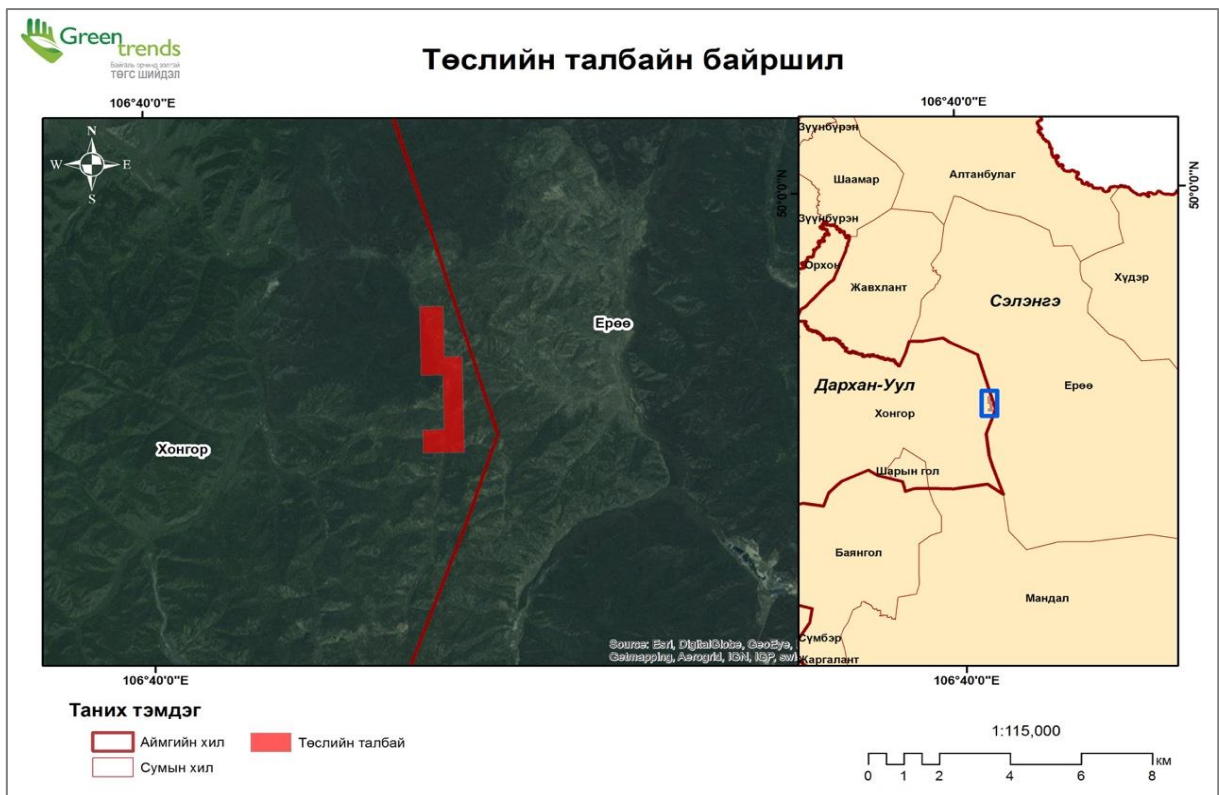 Green
trends
Байгаль орчинд ээлтэй
ТӨГС ШИЙДЭЛ
Төслийн талбайн байршил
106°40'0"E
106°40'0"E
N
W
E
S
Ерөө
Хонгор
Source: Esri, DigitalGlobe, GeoEye, 
Getmapping, Aerogrid, IGN, IGP, swi
Зүүнбүрэн
Шаамар
Алтанбулаг
50°0'0"N
50°0'0"N
Зүүнбүрэн
Орхон
Жавхлант
Хүдэр
Сэлэнгэ
Дархан-Уул
Ерөө
Хонгор
Шарын гол
Баянгол
Мандал
Сүмбэр
Жаргалант
106°40'0"E
106°40'0"E
Таних тэмдэг
Аймгийн хил
Төслийн талбай
Сумын хил
1:115,000
км
0 1 2 4 6 8